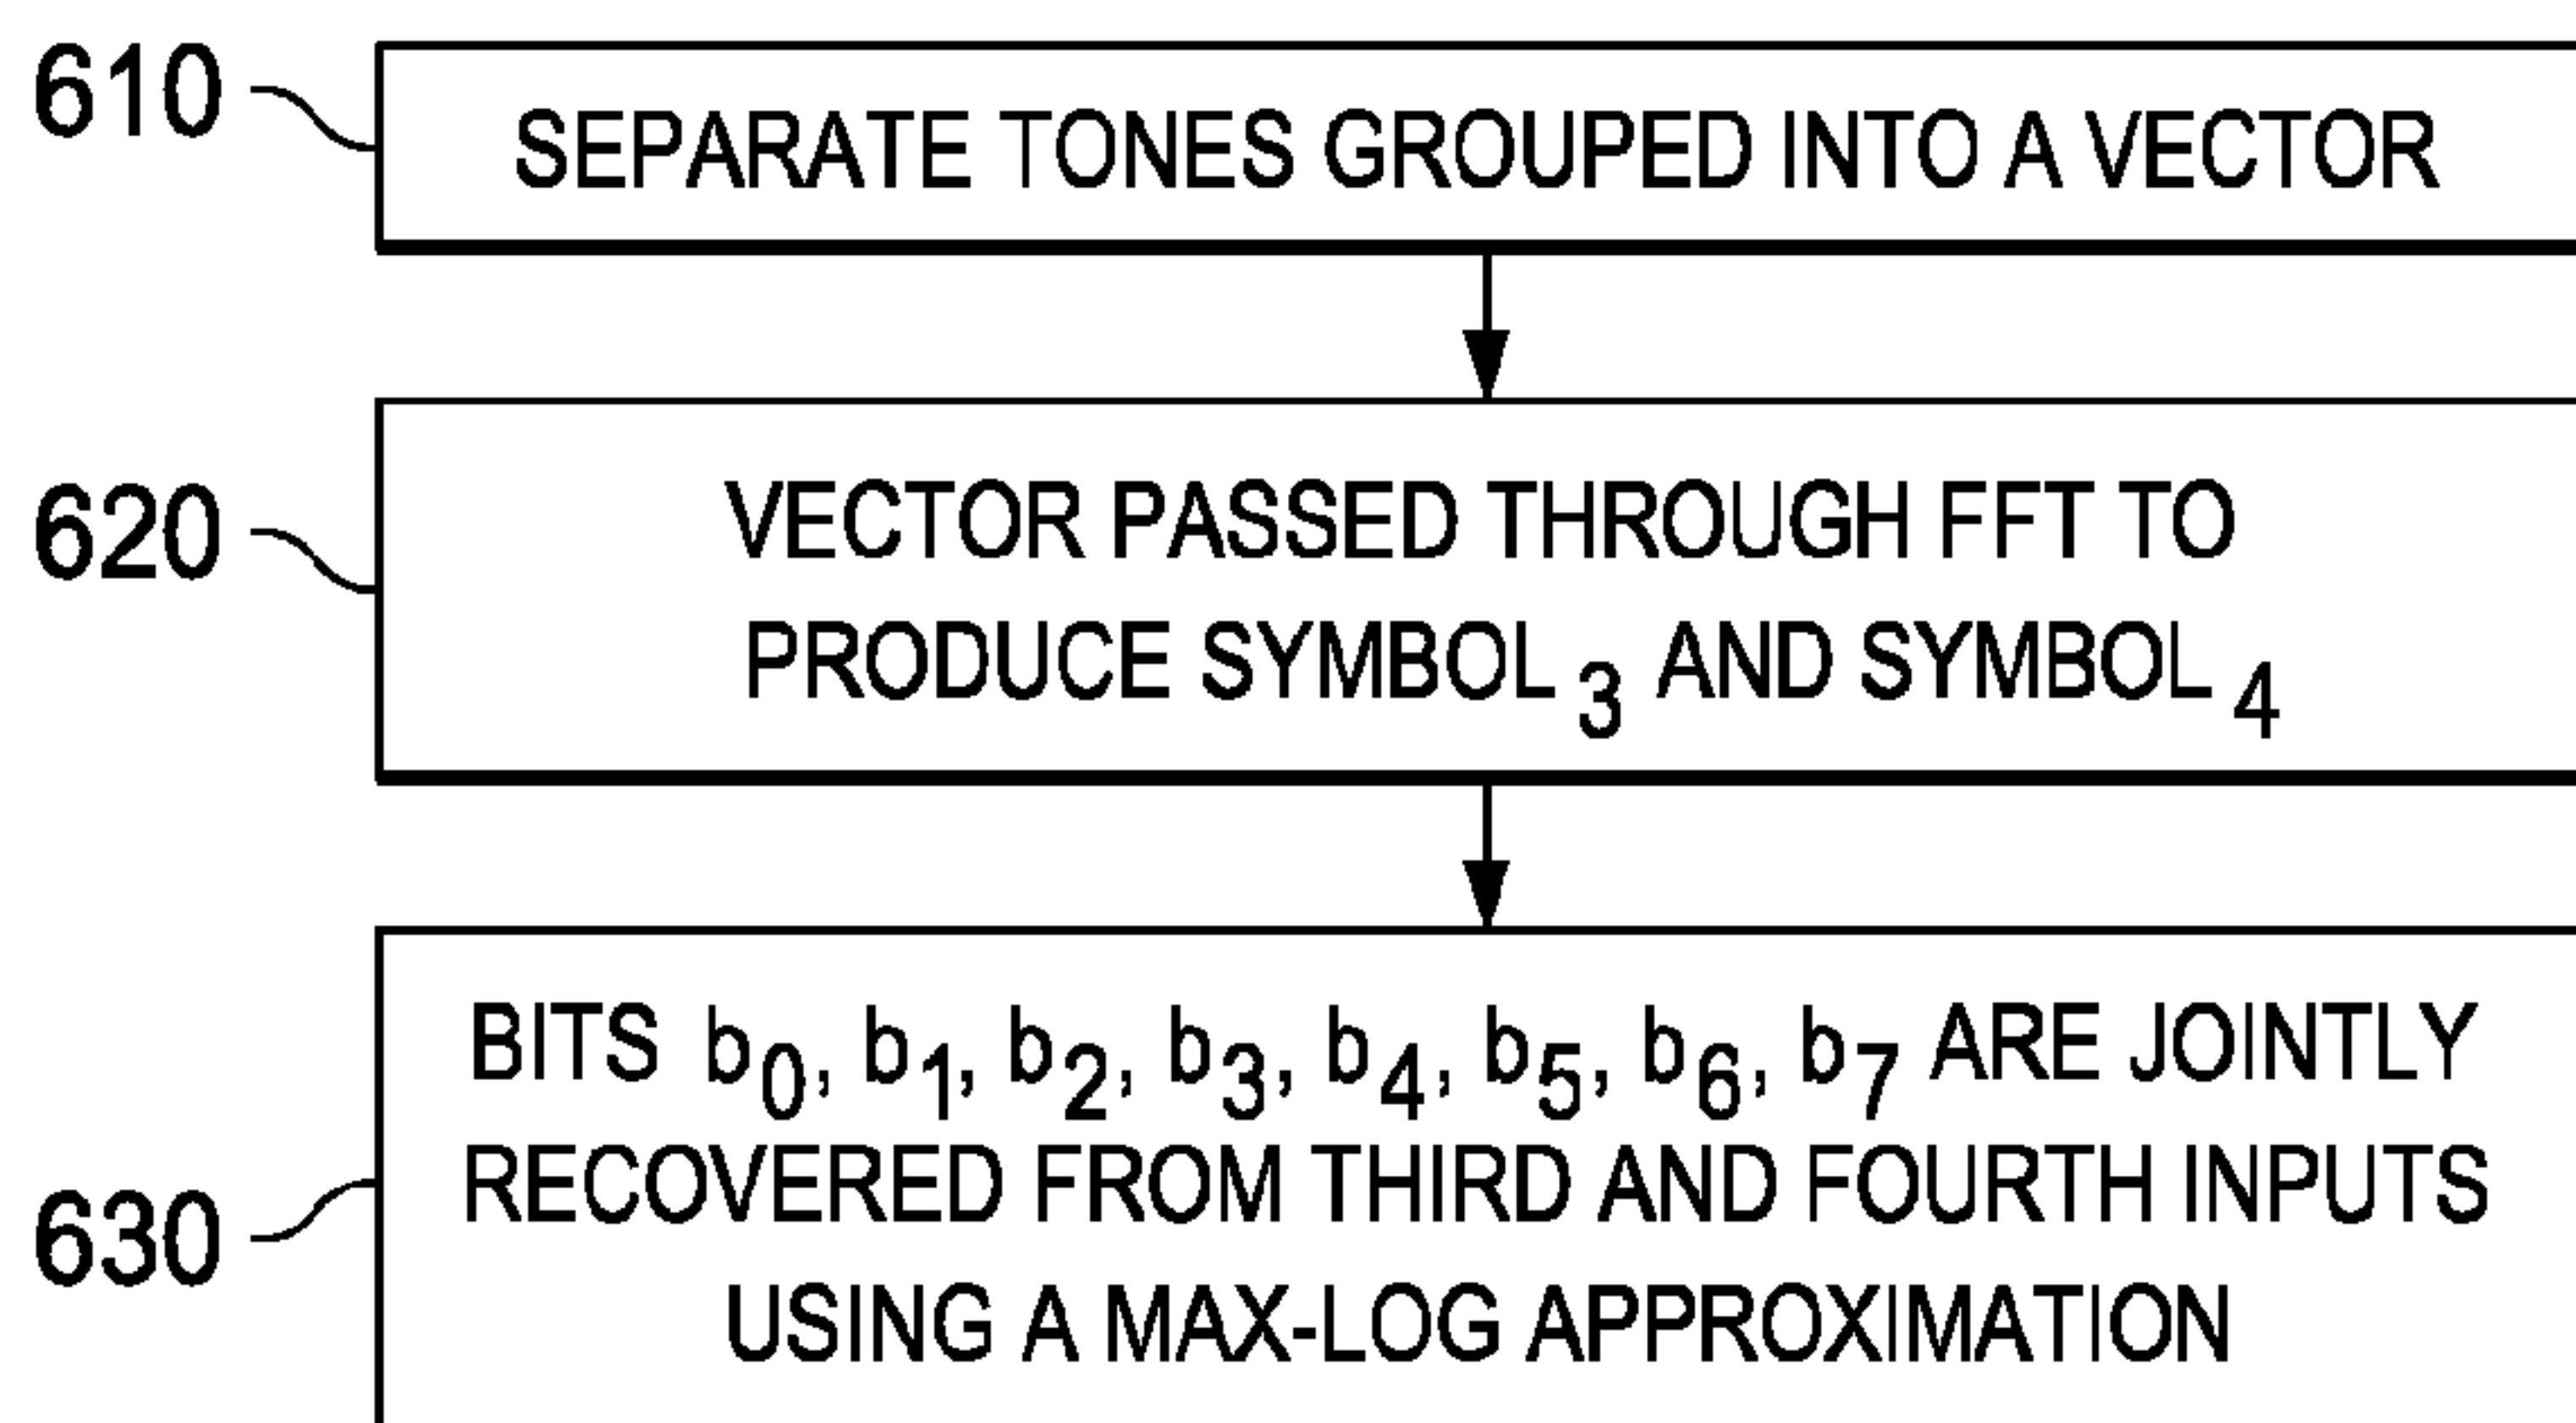 610
SEPARATE TONES GROUPED INTO A VECTOR
620
VECTOR PASSED THROUGH FFT TO
PRODUCE SYMBOL 3 AND SYMBOL 4
630
BITS b0, b1, b2, b3, b4, b5, b6, b7 ARE JOINTLY
RECOVERED FROM THIRD AND FOURTH INPUTS
USING A MAX-LOG APPROXIMATION